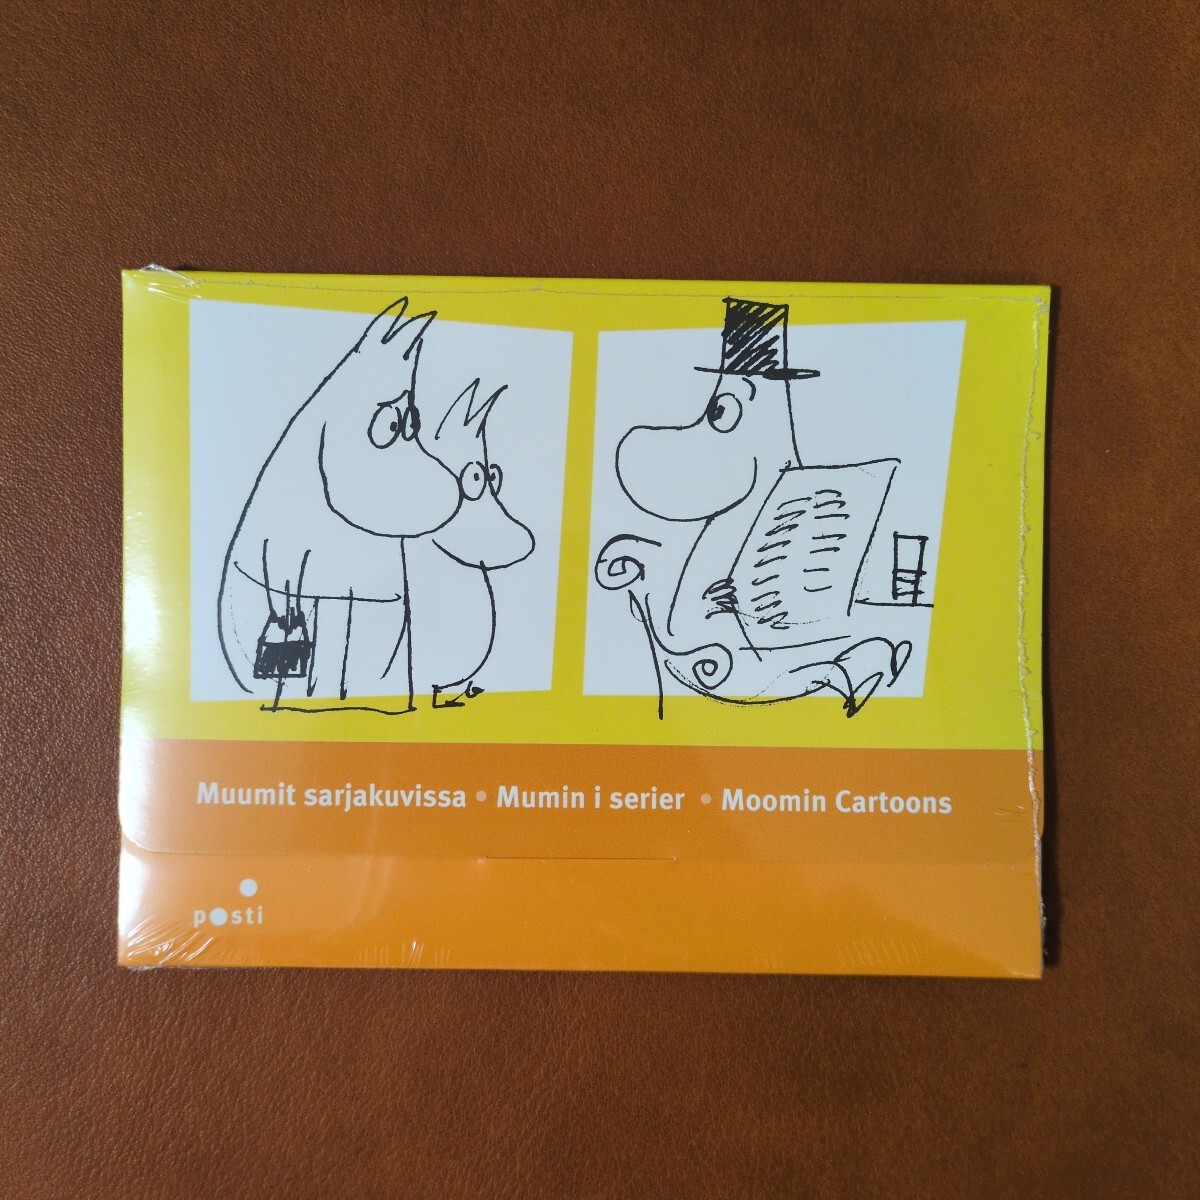 Muumit sarjakuvissa • Mumin i serier • Moomin Cartoons
posti